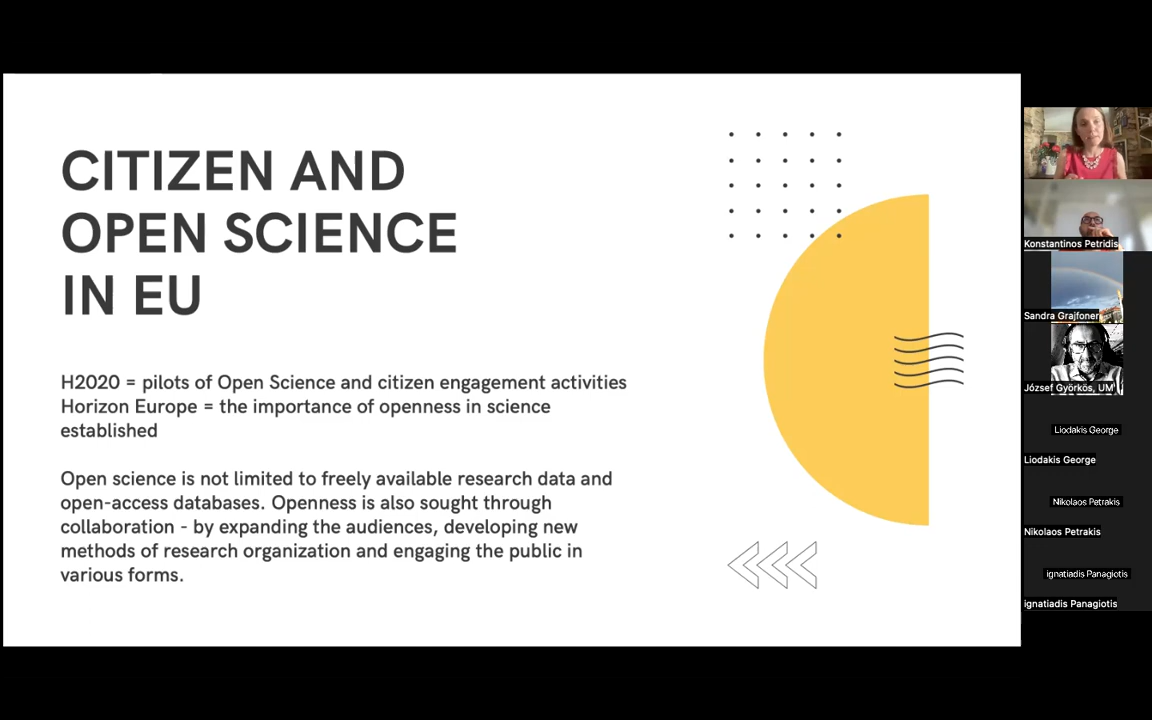 CITIZEN AND
OPEN SCIENCE
IN EU
H2020 = pilots of Open Science and citizen engagement activities
Horizon Europe = the importance of openness in science
established
Open science is not limited to freely available research data and
open-access databases. Openness is also sought through
collaboration - by expanding the audiences, developing new
methods of research organization and engaging the public in
various forms.
Konstantinos Petridis
Sandra Grajfoner
József Györkös, UM
Liodakis George
Liodakis George
Nikolaos Petrakis
Nikolaos Petrakis
ignatiadis Panagiotis
ignatiadis Panagiotis